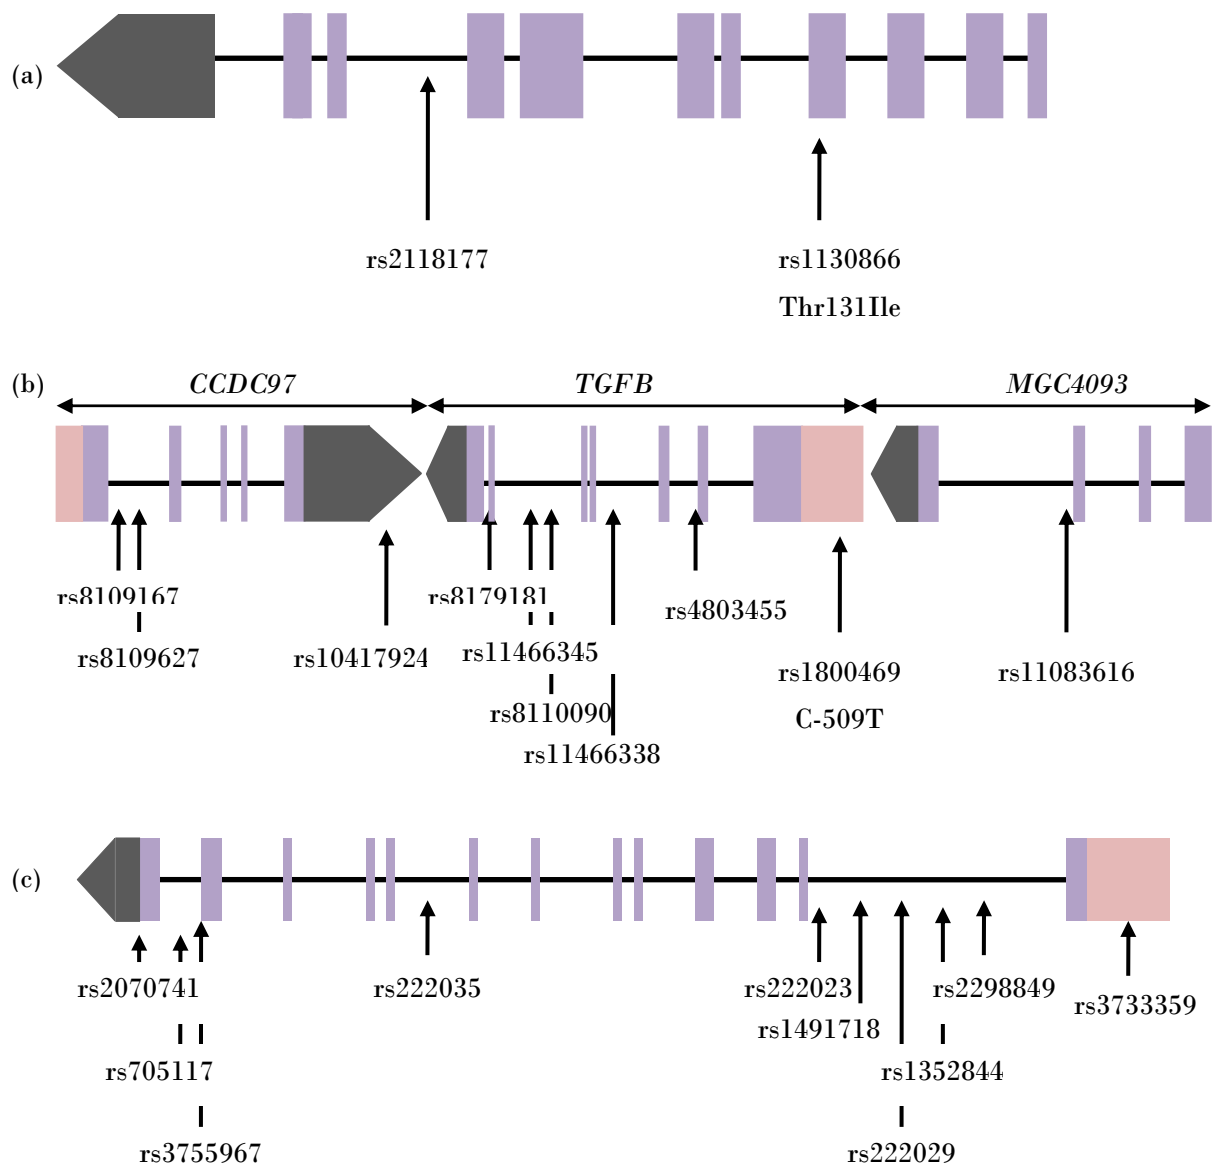 (a)
rs2118177
rs1130866
Thr131Ile
(b)
CCDC97
TGFB
MGC4093
rs8109167
rs8179181
rs4803455
rs8109627
rs10417924
rs11466345
rs1800469
rs11083616
rs8110090
C-509T
rs11466338
(c)
rs2070741
rs222035
rs222023
rs2298849
rs3733359
rs1491718
rs705117
rs1352844
rs3755967
rs222029